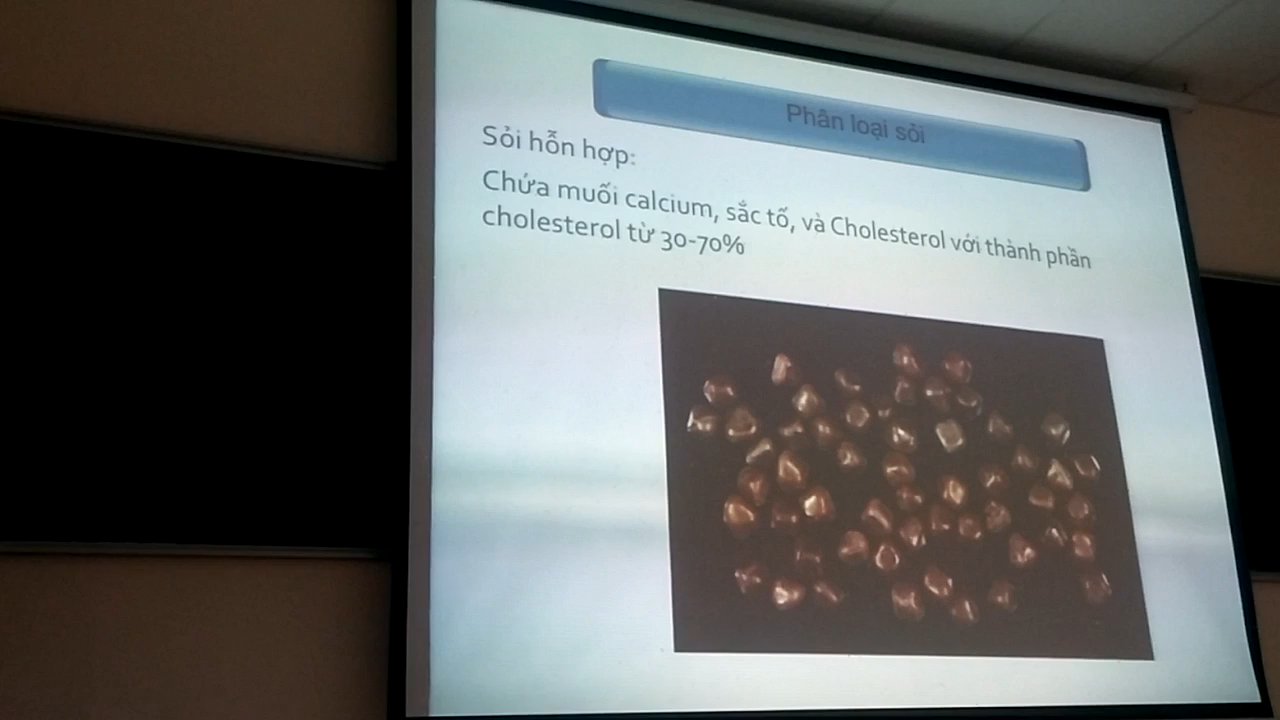 Phân loại sỏi
Sỏi hỗn hợp:
Chứa muối calcium, sắc tố, và Cholesterol với thành phần
cholesterol từ 30-70%